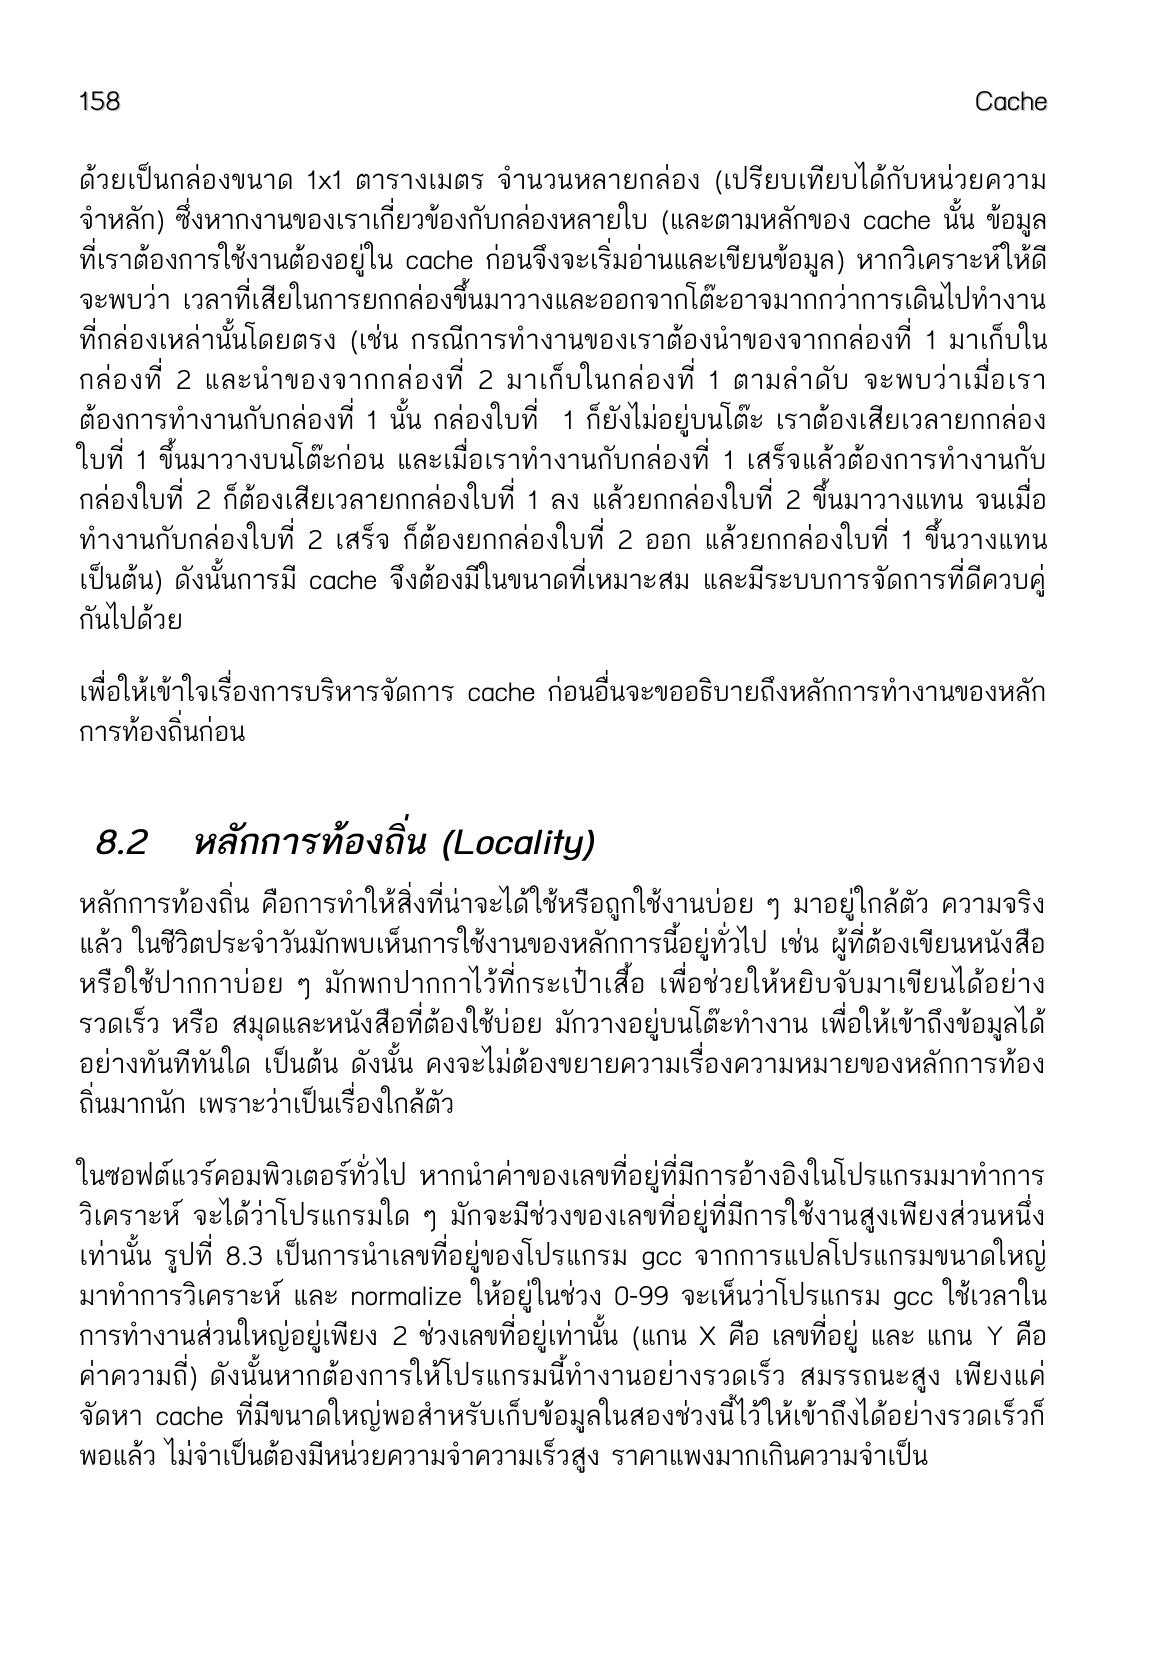 158 Cache
ด้วยเป็นกล่องขนาด 1x1 ตารางเมตร จำนวนหลายกล่อง (เปรียบเทียบได้กับหน่วยความ
จำหลัก) ซึ่งหากงานของเราเกี่ยวข้องกับกล่องหลายใบ (และตามหลักของ cache นั้น ข้อมูล
ที่เราต้องการใช้งานต้องอยู่ใน cache ก่อนจึงจะเริ่มอ่านและเขียนข้อมูล) หากวิเคราะห์ให้ดี
จะพบว่า เวลาที่เสียในการยกกล่องขึ้นมาวางและออกจากโต๊ะอาจมากกว่าการเดินไปทำงาน
ที่กล่องเหล่านั้นโดยตรง (เช่น กรณีการทำงานของเราต้องนำของจากกล่องที่ 1 มาเก็บใน
กล่องที่ 2 และนำของจากกล่องที่ 2 มาเก็บในกล่องที่ 1 ตามลำดับ จะพบว่าเมื่อเรา
ต้องการทำงานกับกล่องที่ 1 นั้น กล่องใบที่ 1 ก็ยังไม่อยู่บนโต๊ะ เราต้องเสียเวลายกกล่อง
ใบที่ 1 ขึ้นมาวางบนโต๊ะก่อน และเมื่อเราทำงานกับกล่องที่ 1 เสร็จแล้วต้องการทำงานกับ
กล่องใบที่ 2 ก็ต้องเสียเวลายกกล่องใบที่ 1 ลง แล้วยกกล่องใบที่ 2 ขึ้นมาวางแทน จนเมื่อ
ทำงานกับกล่องใบที่ 2 เสร็จ ก็ต้องยกกล่องใบที่ 2 ออก แล้วยกกล่องใบที่ 1 ขึ้นวางแทน
เป็นต้น) ดังนั้นการมี cache จึงต้องมีในขนาดที่เหมาะสม และมีระบบการจัดการที่ดีควบคู่
กันไปด้วย
เพื่อให้เข้าใจเรื่องการบริหารจัดการ cache ก่อนอื่นจะขออธิบายถึงหลักการทำงานของหลัก
การท้องถิ่นก่อน
8.2 หลักการท้องถิ่น (Locality)
หลักการท้องถิ่น คือการทำให้สิ่งที่น่าจะได้ใช้หรือถูกใช้งานบ่อย ๆ มาอยู่ใกล้ตัว ความจริง
แล้ว ในชีวิตประจำวันมักพบเห็นการใช้งานของหลักการนี้อยู่ทั่วไป เช่น ผู้ที่ต้องเขียนหนังสือ
หรือใช้ปากกาบ่อย ๆ มักพกปากกาไว้ที่กระเป๋าเสื้อ เพื่อช่วยให้หยิบจับมาเขียนได้อย่าง
รวดเร็ว หรือ สมุดและหนังสือที่ต้องใช้บ่อย มักวางอยู่บนโต๊ะทำงาน เพื่อให้เข้าถึงข้อมูลได้
อย่างทันทีทันใด เป็นต้น ดังนั้น คงจะไม่ต้องขยายความเรื่องความหมายของหลักการท้อง
ถิ่นมากนัก เพราะว่าเป็นเรื่องใกล้ตัว
ในซอฟต์แวร์คอมพิวเตอร์ทั่วไป หากนำค่าของเลขที่อยู่ที่มีการอ้างอิงในโปรแกรมมาทำการ
วิเคราะห์ จะได้ว่าโปรแกรมใด ๆ มักจะมีช่วงของเลขที่อยู่ที่มีการใช้งานสูงเพียงส่วนหนึ่ง
เท่านั้น รูปที่ 8.3 เป็นการนำเลขที่อยู่ของโปรแกรม gcc จากการแปลโปรแกรมขนาดใหญ่
มาทำการวิเคราะห์ และ normalize ให้อยู่ในช่วง 0-99 จะเห็นว่าโปรแกรม gcc ใช้เวลาใน
การทำงานส่วนใหญ่อยู่เพียง 2 ช่วงเลขที่อยู่เท่านั้น (แกน X คือ เลขที่อยู่ และ แกน Y คือ
ค่าความถี่) ดังนั้นหากต้องการให้โปรแกรมนี้ทำงานอย่างรวดเร็ว สมรรถนะสูง เพียงแค่
จัดหา cache ที่มีขนาดใหญ่พอสำหรับเก็บข้อมูลในสองช่วงนี้ไว้ให้เข้าถึงได้อย่างรวดเร็วก็
พอแล้ว ไม่จำเป็นต้องมีหน่วยความจำความเร็วสูง ราคาแพงมากเกินความจำเป็น